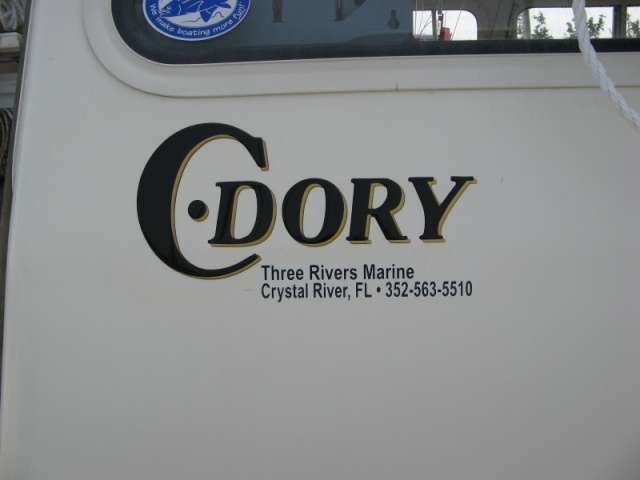 We make boating more fun!
C·DORY
Three Rivers Marine
Crystal River, FL • 352-563-5510